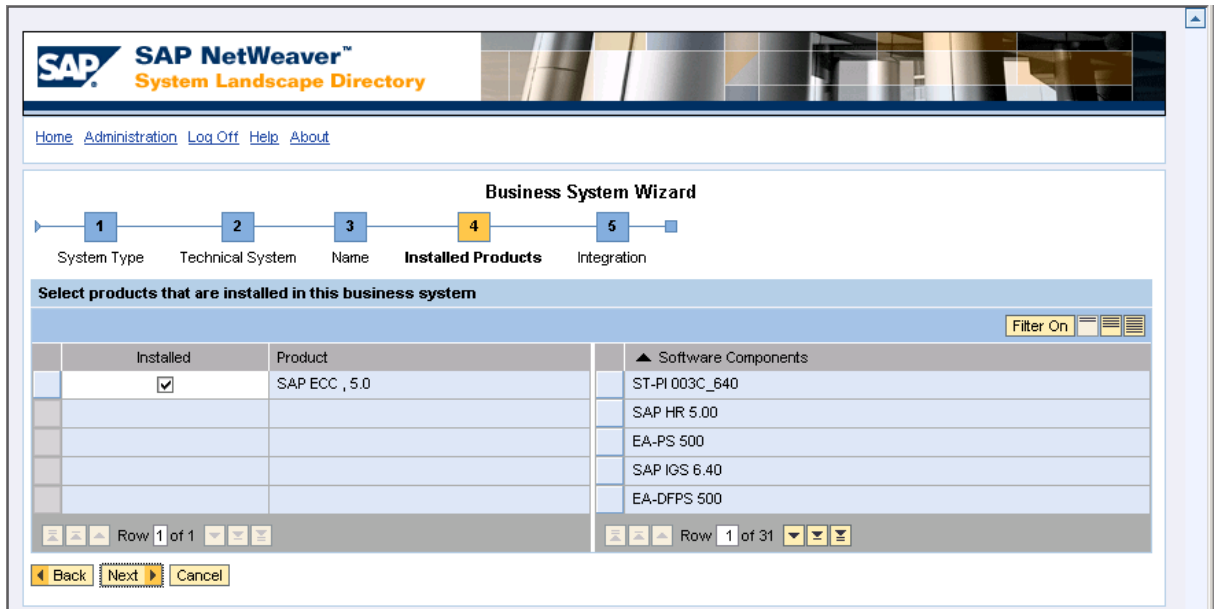 SAP
SAP NetWeaver™
System Landscape Directory
Home Administration Log Off Help About
Business System Wizard
1 2 3 4 5
System Type Technical System Name Installed Products Integration
Select products that are installed in this business system
Filter On
Installed Product
SAP ECC , 5.0
Row 1 of 1
▲ Software Components
ST-PI 003C_640
SAP HR 5.00
EA-PS 500
SAP IGS 6.40
EA-DFPS 500
Row 1 of 31
Back Next Cancel